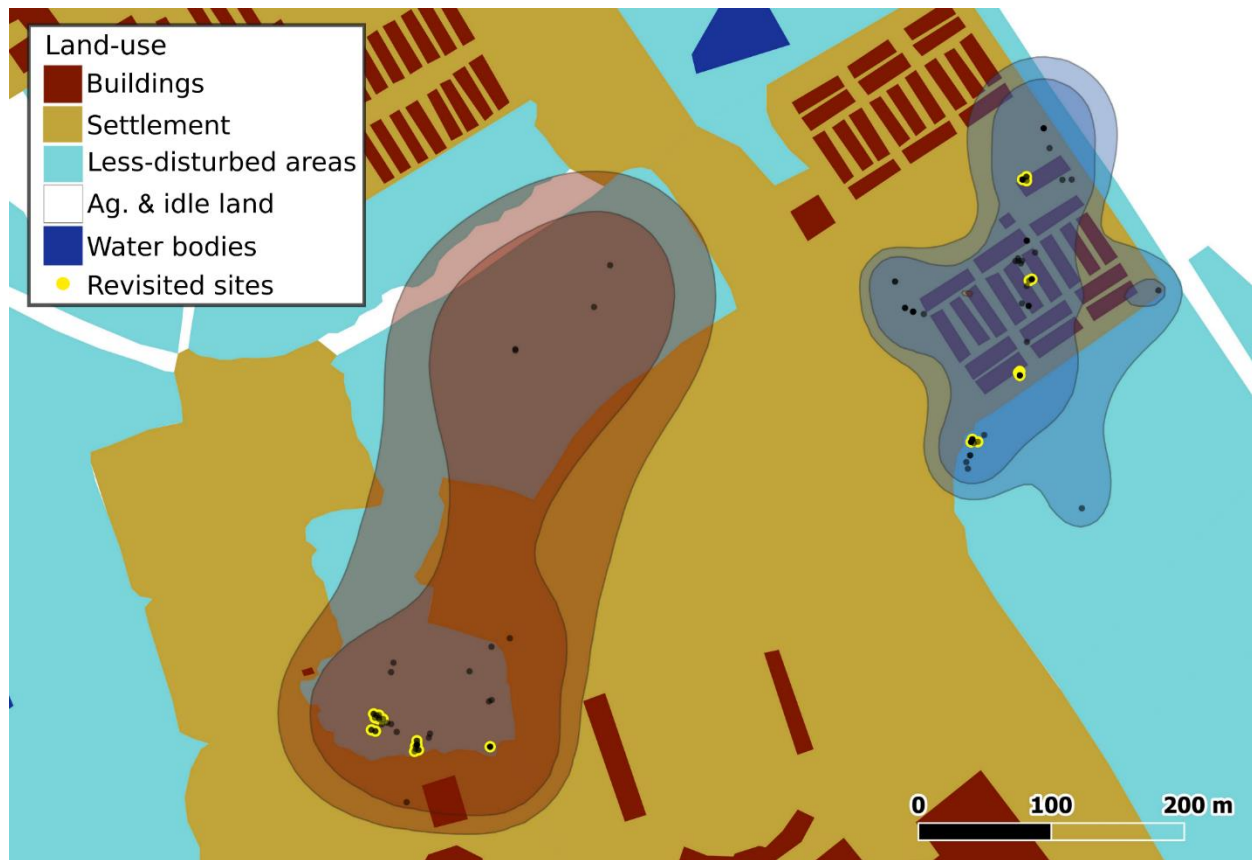 Land-use
Buildings
Settlement
Less-disturbed areas
Ag. & idle land
Water bodies
Revisited sites
0 100 200 m